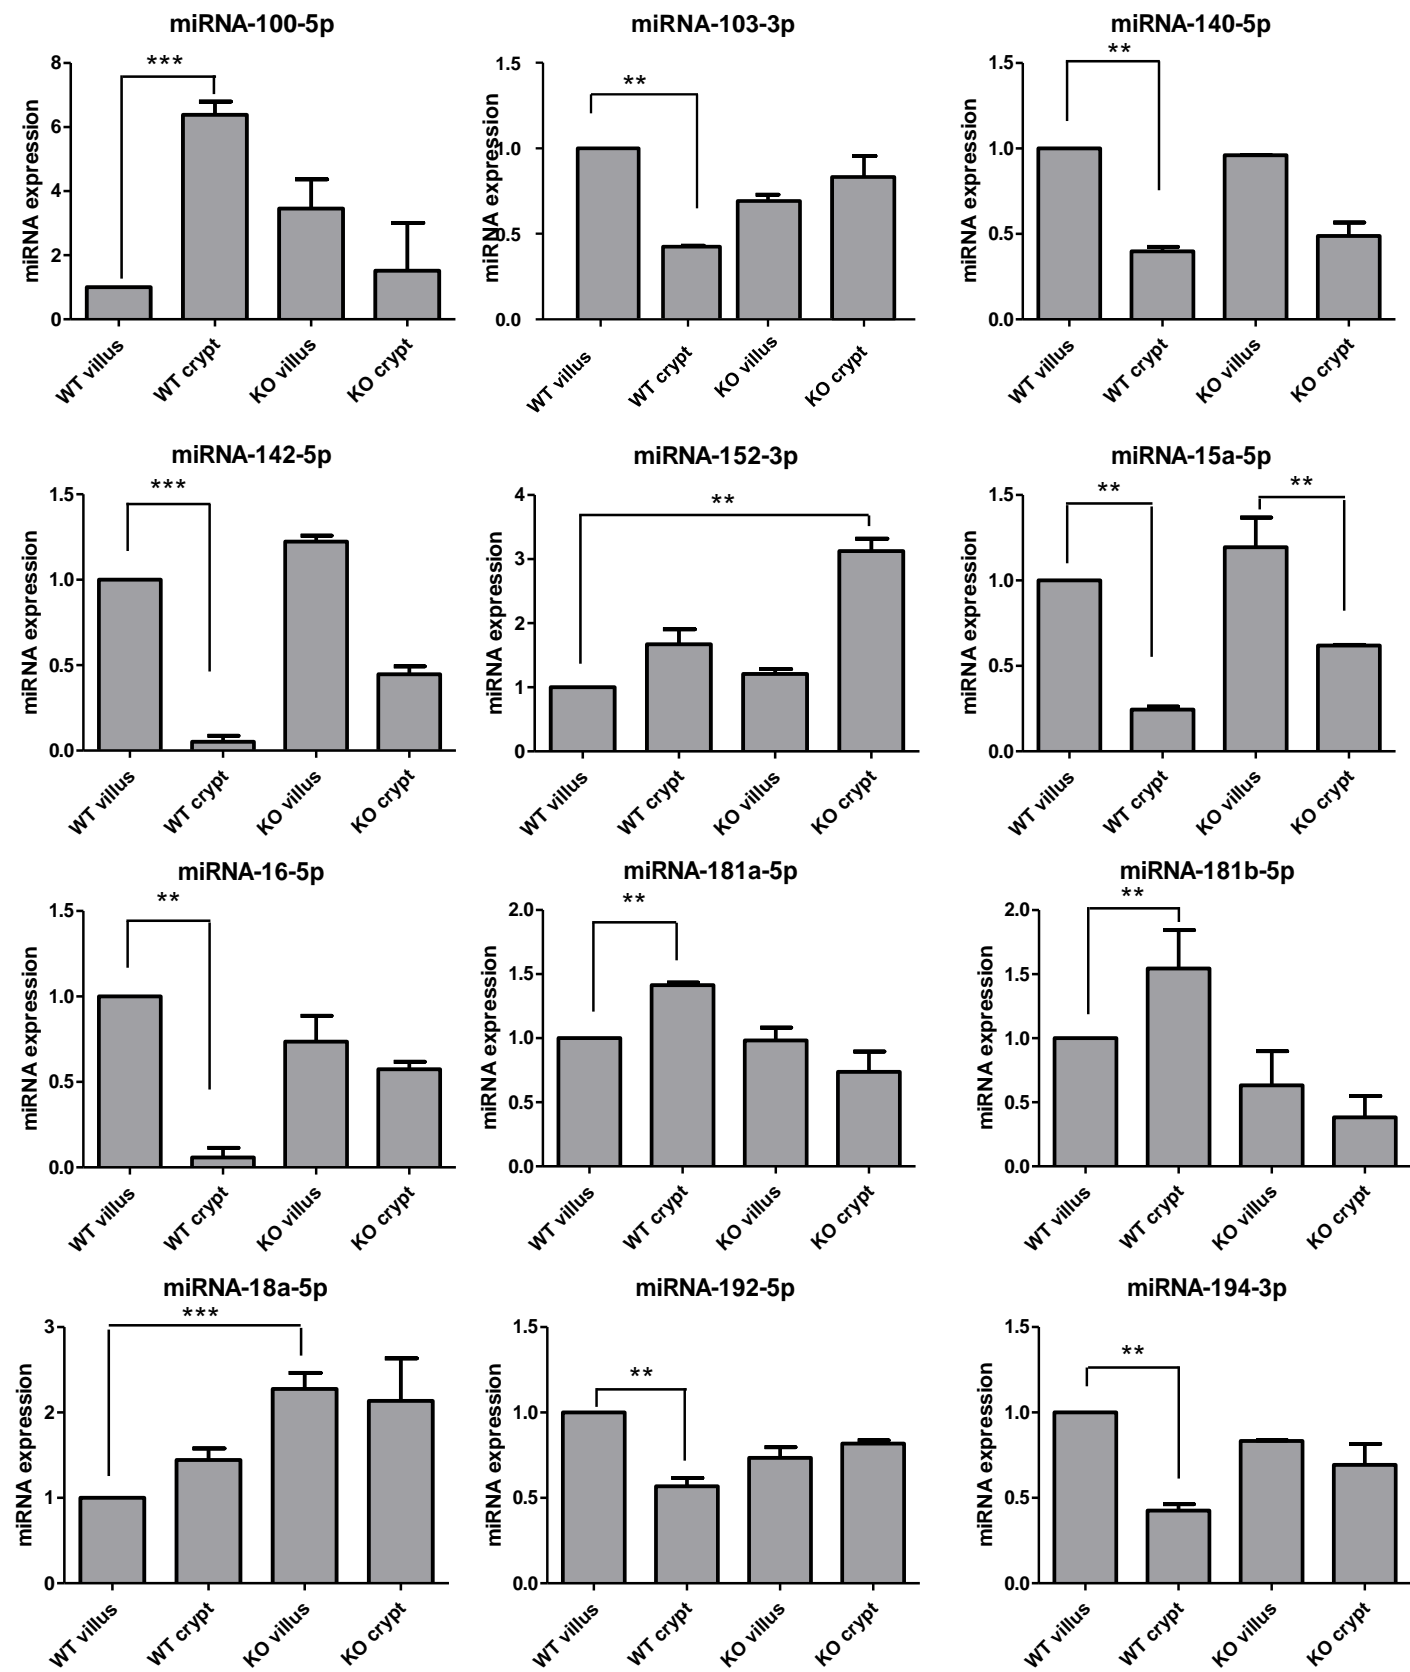 miRNA-100-5p
***
miRNA expression
8
6
4
2
0
WT villus
WT crypt
KO villus
KO crypt
miRNA-103-3p
**
miRNA expression
1.5
1.0
0.5
0.0
WT villus
WT crypt
KO villus
KO crypt
miRNA-140-5p
**
miRNA expression
1.5
1.0
0.5
0.0
WT villus
WT crypt
KO villus
KO crypt
miRNA-142-5p
***
miRNA expression
1.5
1.0
0.5
0.0
WT villus
WT crypt
KO villus
KO crypt
miRNA-152-3p
**
miRNA expression
4
3
2
1
0
WT villus
WT crypt
KO villus
KO crypt
miRNA-15a-5p
**
**
miRNA expression
1.5
1.0
0.5
0.0
WT villus
WT crypt
KO villus
KO crypt
miRNA-16-5p
**
miRNA expression
1.5
1.0
0.5
0.0
WT villus
WT crypt
KO villus
KO crypt
miRNA-181a-5p
**
miRNA expression
2.0
1.5
1.0
0.5
0.0
WT villus
WT crypt
KO villus
KO crypt
miRNA-181b-5p
**
miRNA expression
2.0
1.5
1.0
0.5
0.0
WT villus
WT crypt
KO villus
KO crypt
miRNA-18a-5p
***
miRNA expression
3
2
1
0
WT villus
WT crypt
KO villus
KO crypt
miRNA-192-5p
**
miRNA expression
1.5
1.0
0.5
0.0
WT villus
WT crypt
KO villus
KO crypt
miRNA-194-3p
**
miRNA expression
1.5
1.0
0.5
0.0
WT villus
WT crypt
KO villus
KO crypt